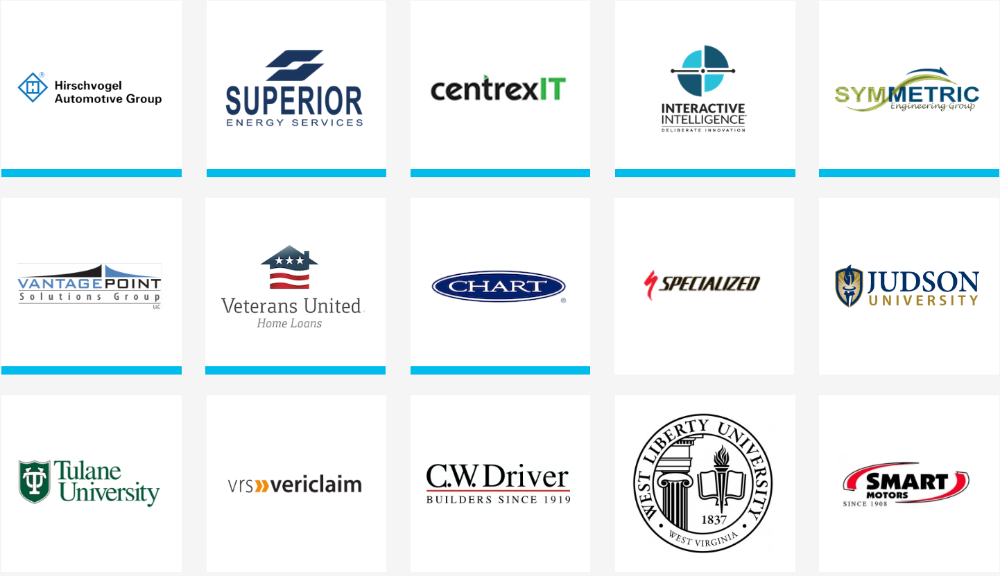 H ®
Hirschvogel
Automotive Group
SUPERIOR
ENERGY SERVICES
centrexIT
INTERACTIVE
INTELLIGENCE
DELIBERATE INNOVATION
SYMMETRIC
Engineering Group
VANTAGEPOINT
Solutions Group
LLC
★★★
Veterans United
Home Loans
CHART
®
S SPECIALIZED
JUDSON
UNIVERSITY
TU
Tulane
University
vrs»vericlaim
C.W. Driver
BUILDERS SINCE 1919
WEST LIBERTY UNIVERSITY
1837
• WEST VIRGINIA •
SMART
MOTORS
SINCE 1908